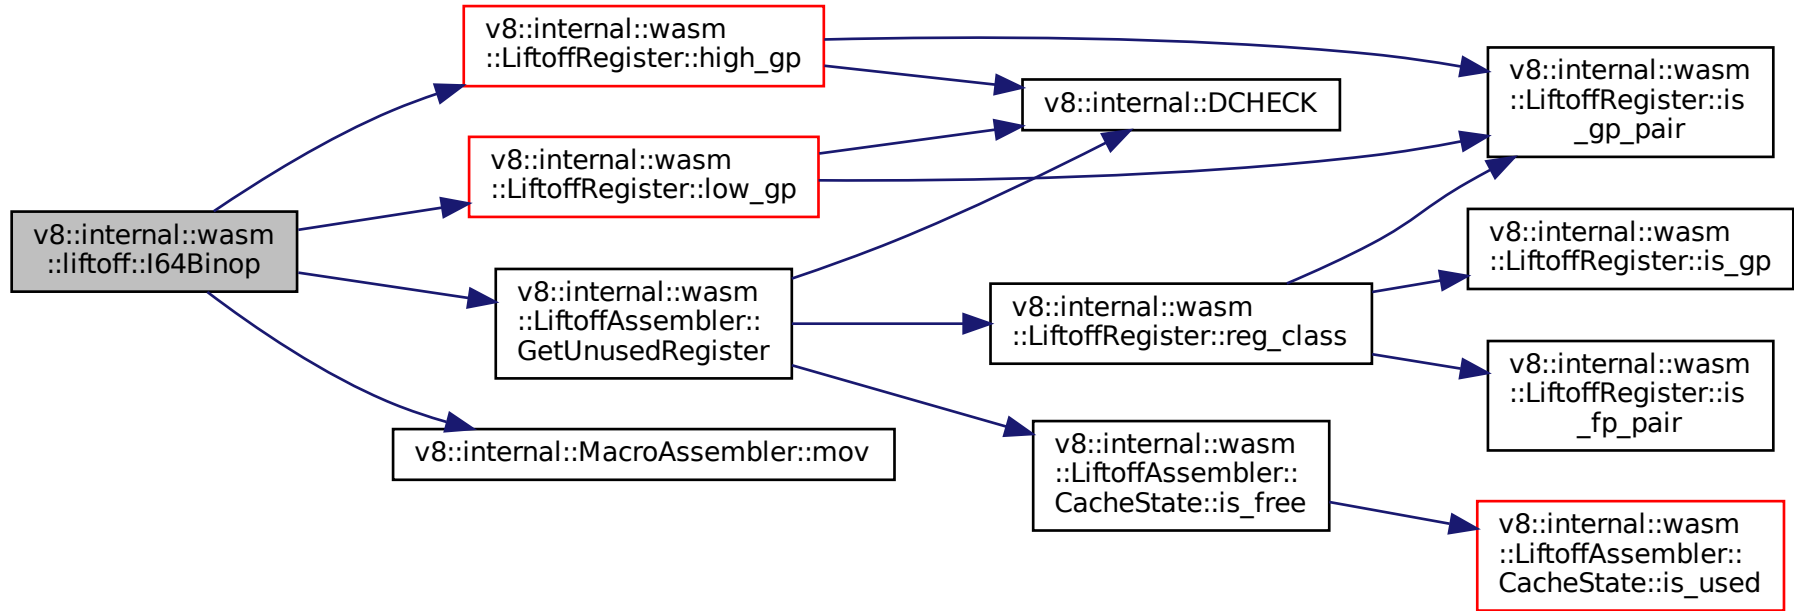 v8::internal::wasm
::liftoff::I64Binop
v8::internal::wasm
::LiftoffRegister::high_gp
v8::internal::wasm
::LiftoffRegister::low_gp
v8::internal::wasm
::LiftoffAssembler::
GetUnusedRegister
v8::internal::MacroAssembler::mov
v8::internal::DCHECK
v8::internal::wasm
::LiftoffRegister::reg_class
v8::internal::wasm
::LiftoffAssembler::
CacheState::is_free
v8::internal::wasm
::LiftoffRegister::is
_gp_pair
v8::internal::wasm
::LiftoffRegister::is_gp
v8::internal::wasm
::LiftoffRegister::is
_fp_pair
v8::internal::wasm
::LiftoffAssembler::
CacheState::is_used